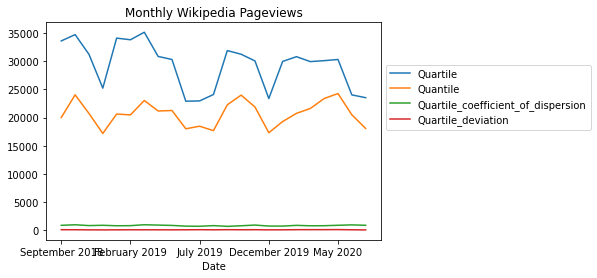 Monthly Wikipedia Pageviews
35000
30000
25000
20000
15000
10000
5000
0
September 2018 February 2019 July 2019 December 2019 May 2020
Date
Quartile
Quantile
Quartile_coefficient_of_dispersion
Quartile_deviation